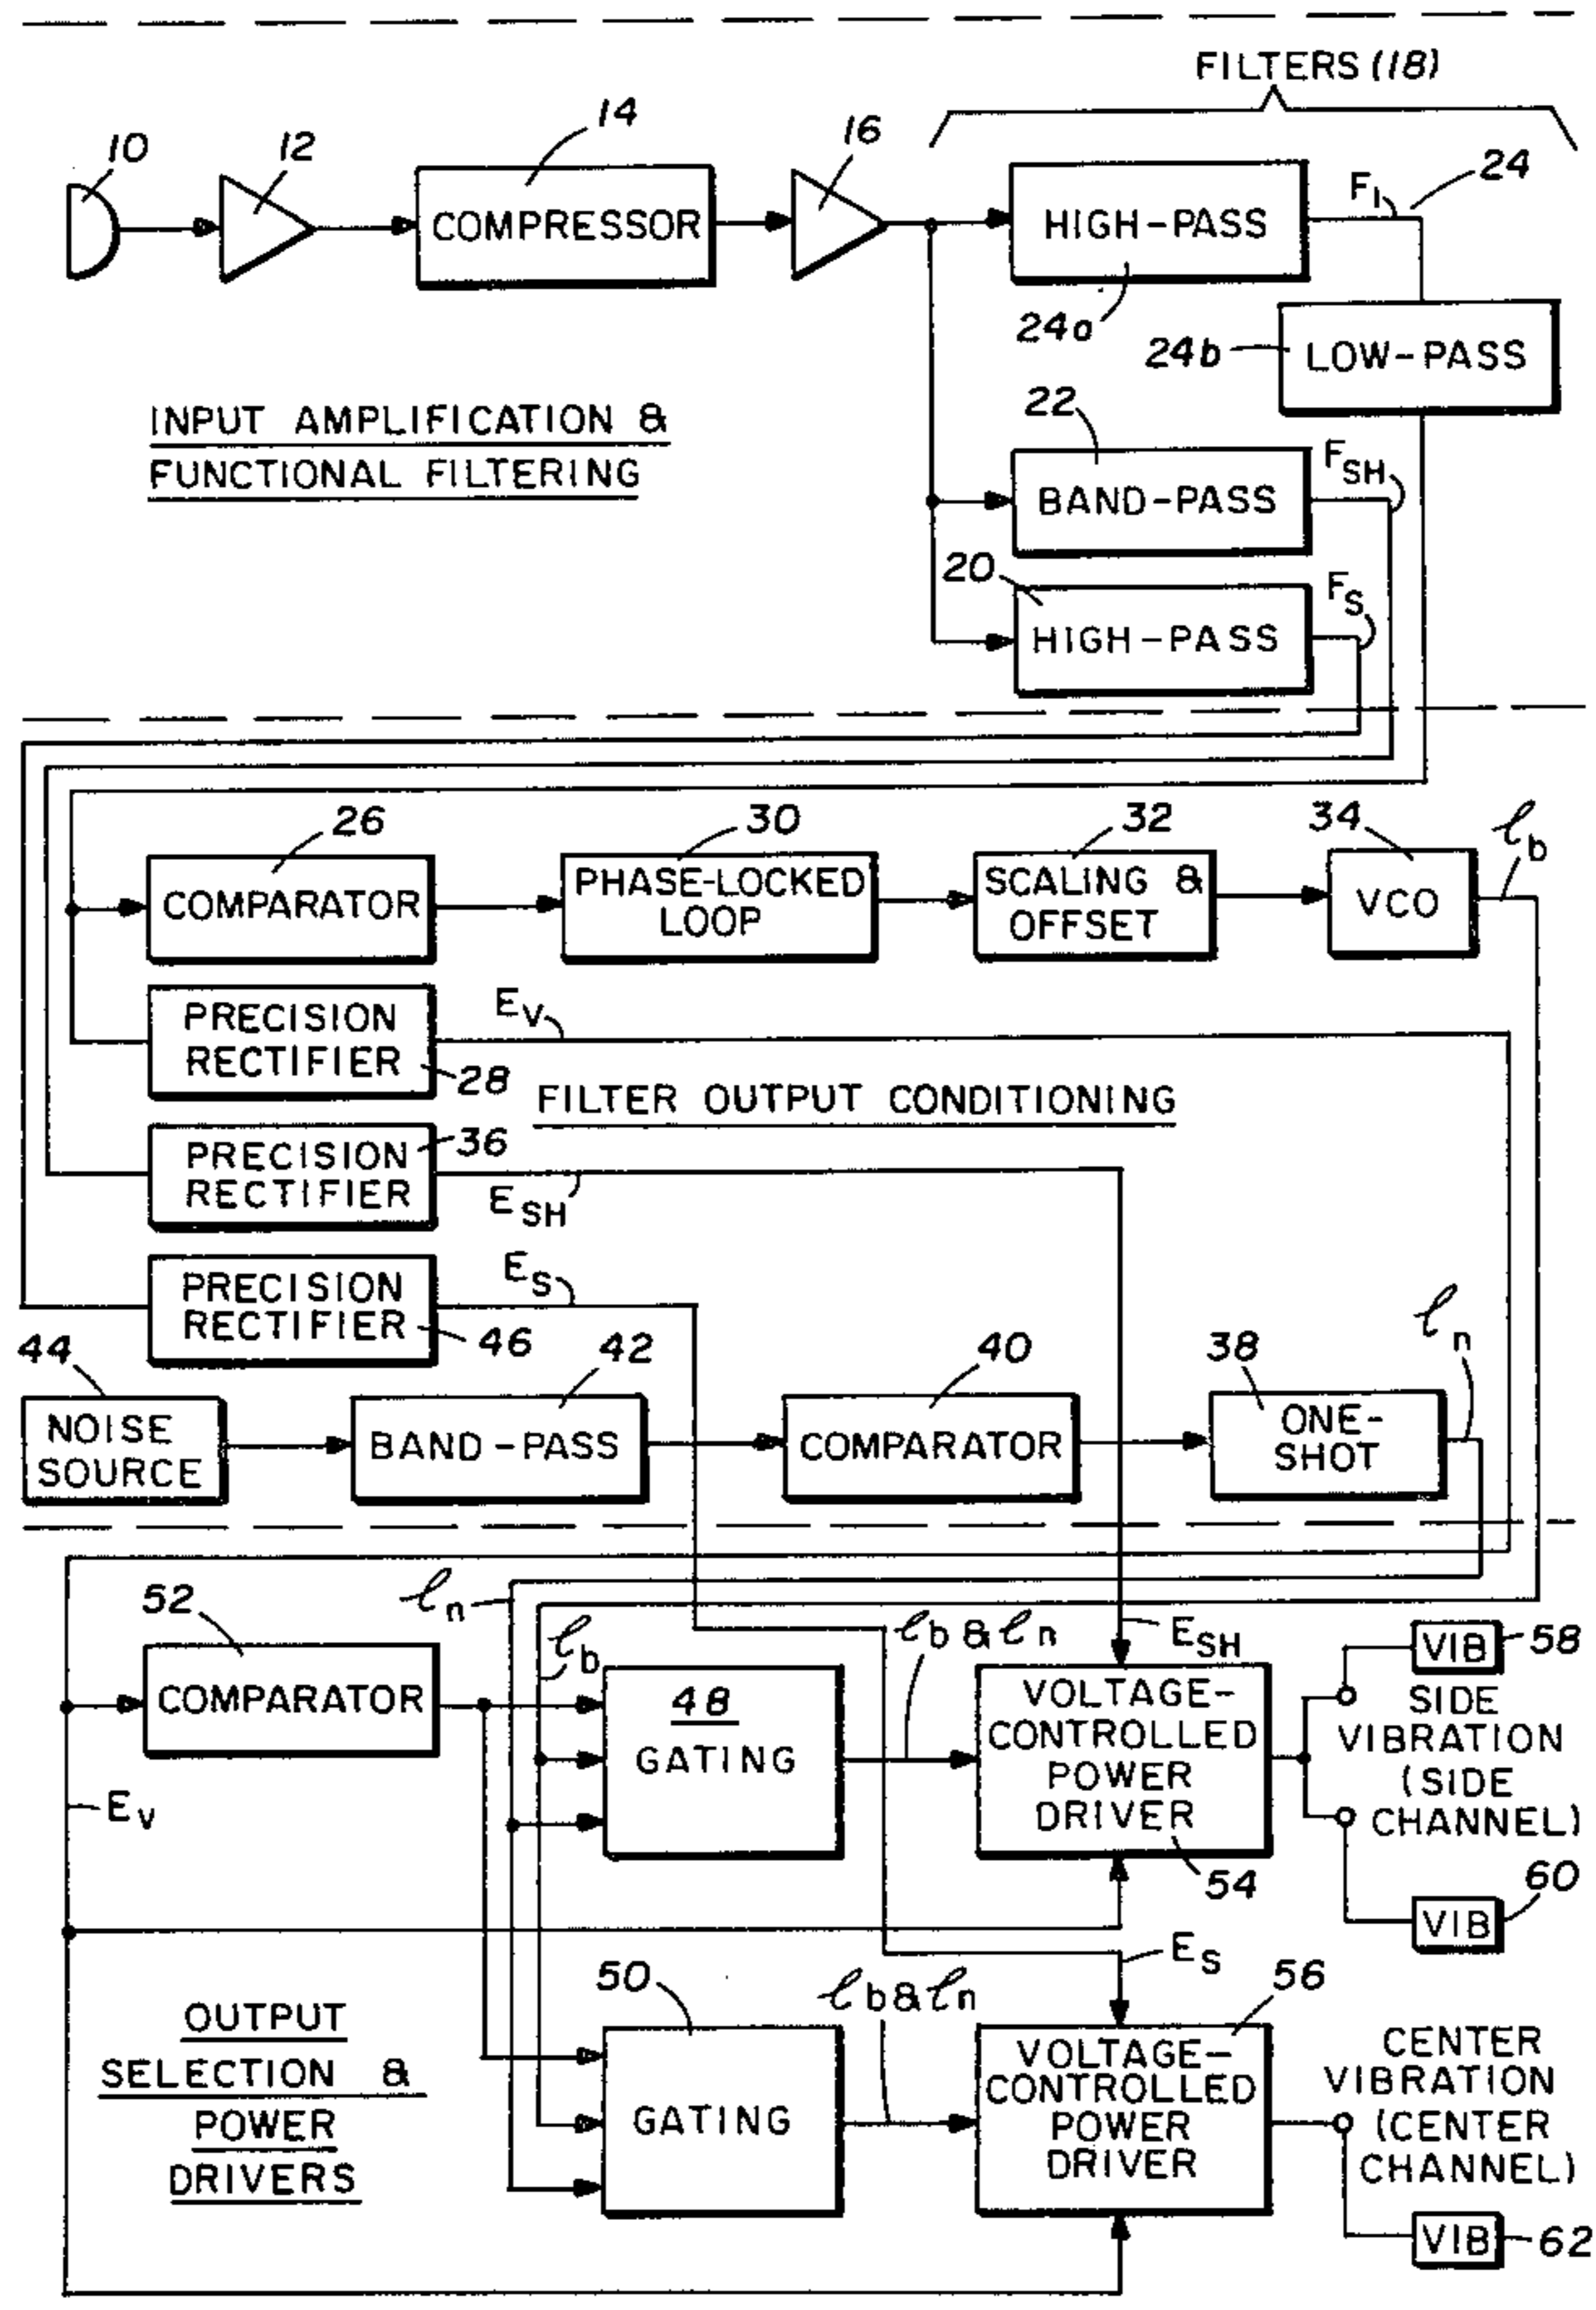 FILTERS (18)
10
12
14
16
COMPRESSOR
HIGH-PASS
F1
24
24a
24b
LOW-PASS
INPUT AMPLIFICATION &
FUNCTIONAL FILTERING
22
BAND-PASS
FSH
20
HIGH-PASS
FS
26
COMPARATOR
30
PHASE-LOCKED
LOOP
32
SCALING &
OFFSET
34
VCO
ℓb
PRECISION
RECTIFIER
28
EV
FILTER OUTPUT CONDITIONING
PRECISION
RECTIFIER
36
ESH
PRECISION
RECTIFIER
46
ES
44
NOISE
SOURCE
42
BAND-PASS
40
COMPARATOR
38
ONE-
SHOT
ℓn
52
COMPARATOR
ℓn
ℓb
48
GATING
ℓb & ℓn
ESH
VOLTAGE-
CONTROLLED
POWER
DRIVER
54
VIB
58
SIDE
VIBRATION
(SIDE
CHANNEL)
60
VIB
EV
OUTPUT
SELECTION &
POWER
DRIVERS
50
GATING
ℓb & ℓn
ES
56
VOLTAGE-
CONTROLLED
POWER
DRIVER
CENTER
VIBRATION
(CENTER
CHANNEL)
VIB
62